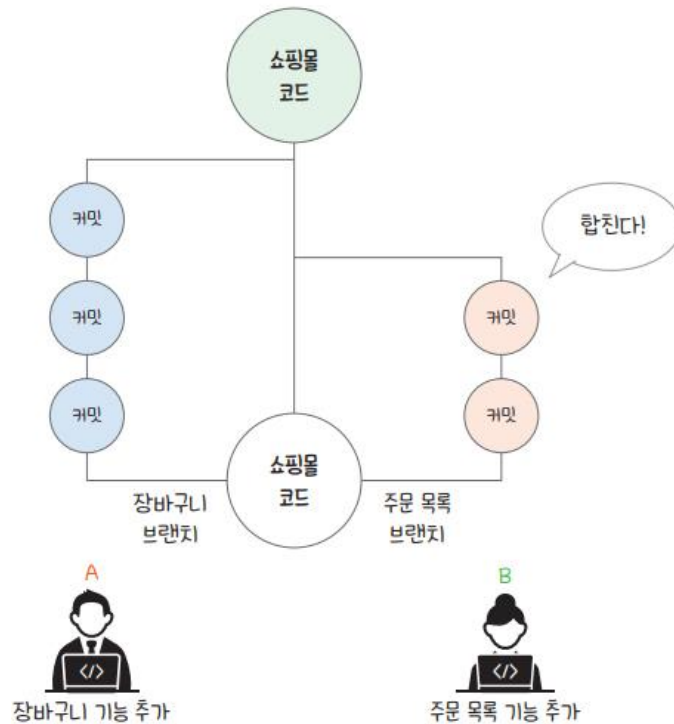 쇼핑몰
코드
커밋
커밋
커밋
합친다!
커밋
커밋
쇼핑몰
코드
장바구니
브랜치
주문 목록
브랜치
A
</>
장바구니 기능 추가
B
</>
주문 목록 기능 추가